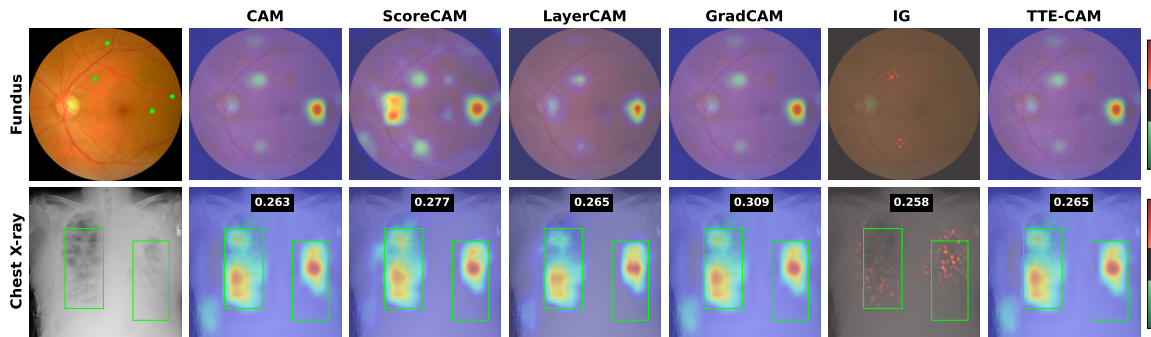 CAM ScoreCAM LayerCAM GradCAM IG TTE-CAM
Fundus
Chest X-ray
0.263 0.277 0.265 0.309 0.258 0.265